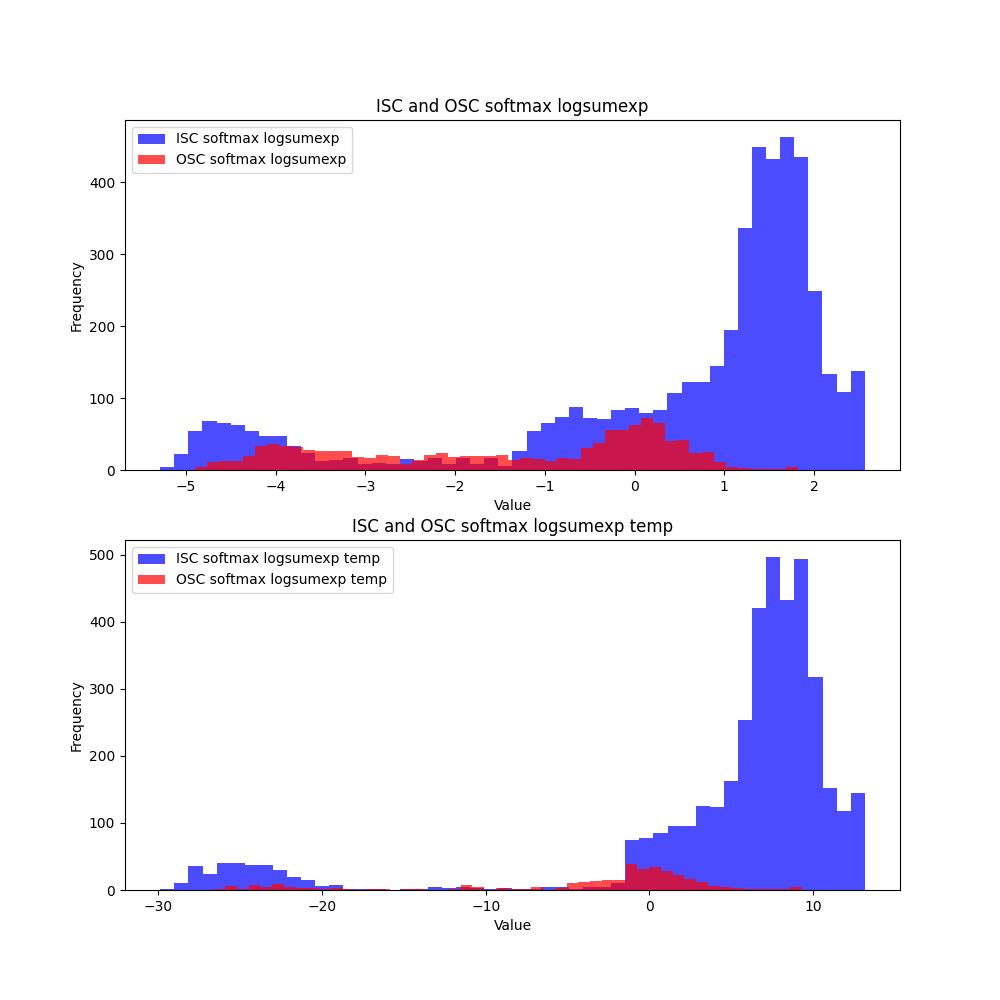 ISC and OSC softmax logsumexp
ISC softmax logsumexp
OSC softmax logsumexp
Frequency
400
300
200
100
0
−5 −4 −3 −2 −1 0 1 2
Value
ISC and OSC softmax logsumexp temp
ISC softmax logsumexp temp
OSC softmax logsumexp temp
Frequency
500
400
300
200
100
0
−30 −20 −10 0 10
Value